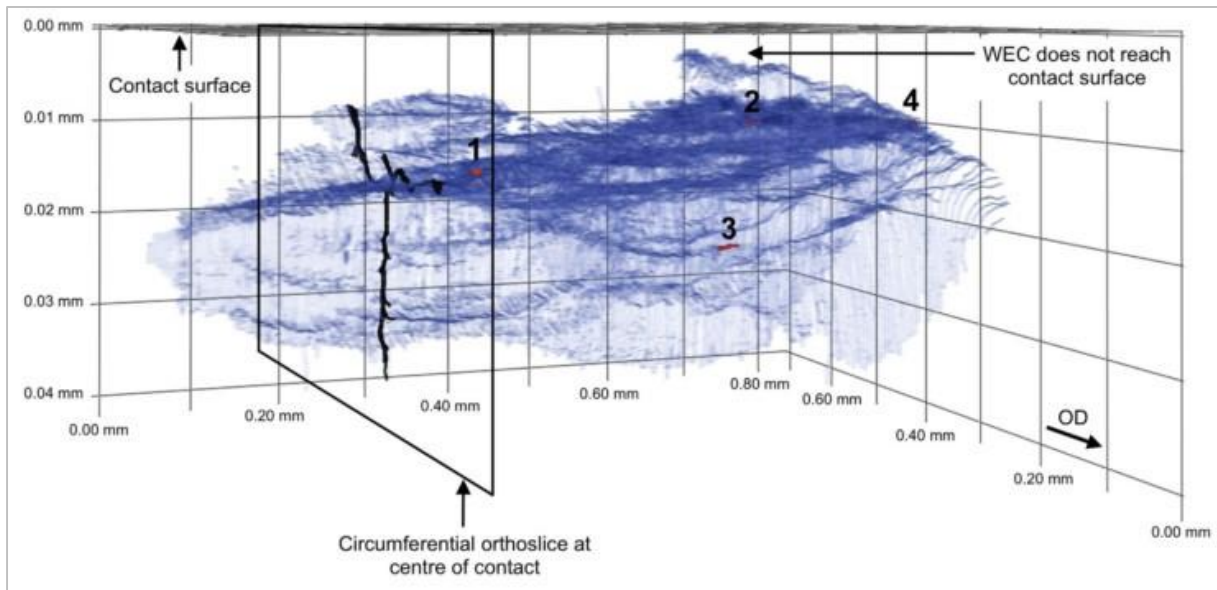 0.00 mm
Contact surface
WEC does not reach
contact surface
0.01 mm
1
2
4
0.02 mm
3
0.03 mm
0.04 mm
0.00 mm
0.20 mm
0.40 mm
0.60 mm
0.80 mm
0.60 mm
0.40 mm
0.20 mm
0.00 mm
OD
Circumferential orthoslice at
centre of contact